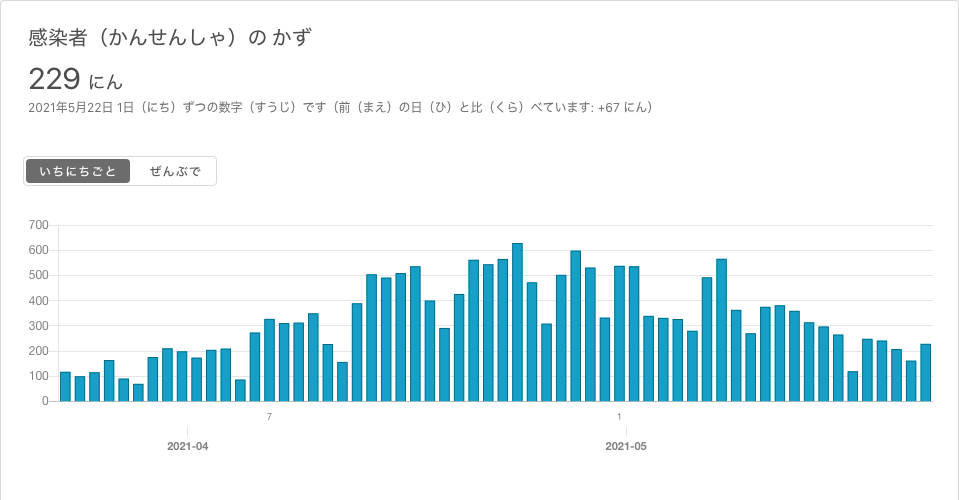 感染者（かんせんしゃ）の かず
229 にん
2021年5月22日 1日（にち）ずつの数字（すうじ）です（前（まえ）の日（ひ）と比（くら）べています: +67 にん）
いちにちごと ぜんぶで
700
600
500
400
300
200
100
0
7 1
2021-04 2021-05